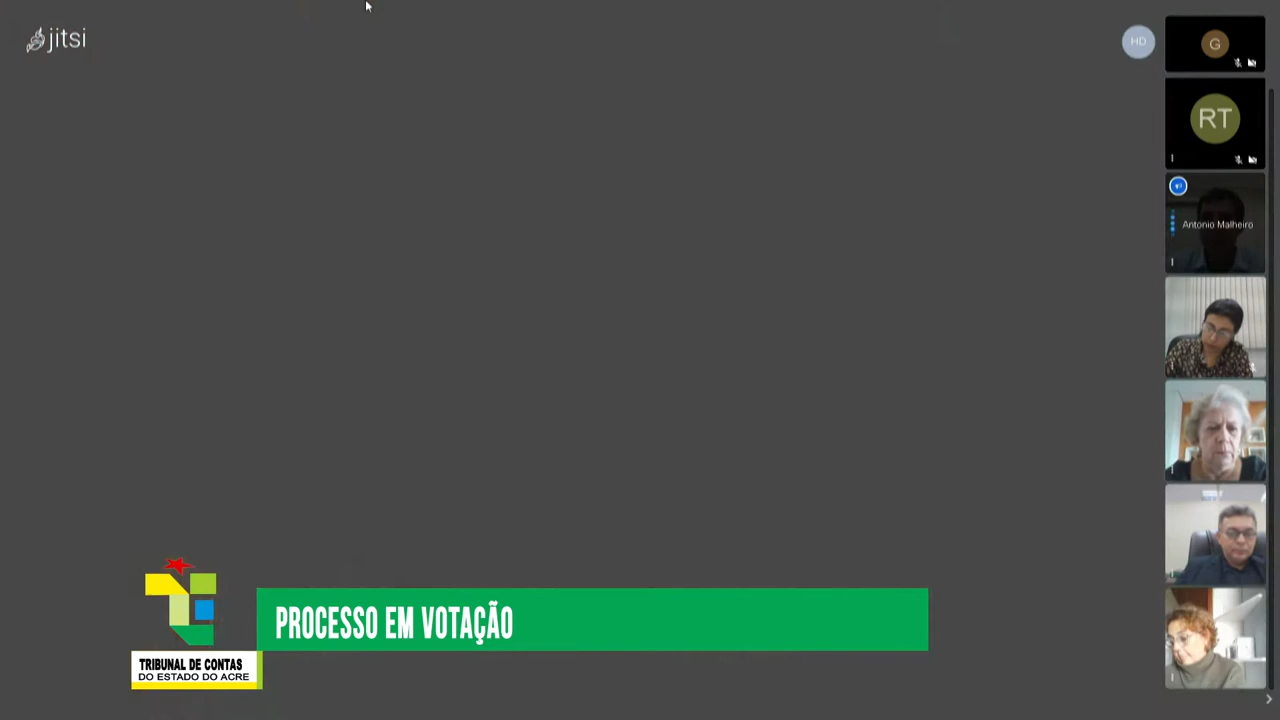 jitsi
HD
G
RT
Antonio Malheiro
PROCESSO EM VOTAÇÃO
TRIBUNAL DE CONTAS
DO ESTADO DO ACRE